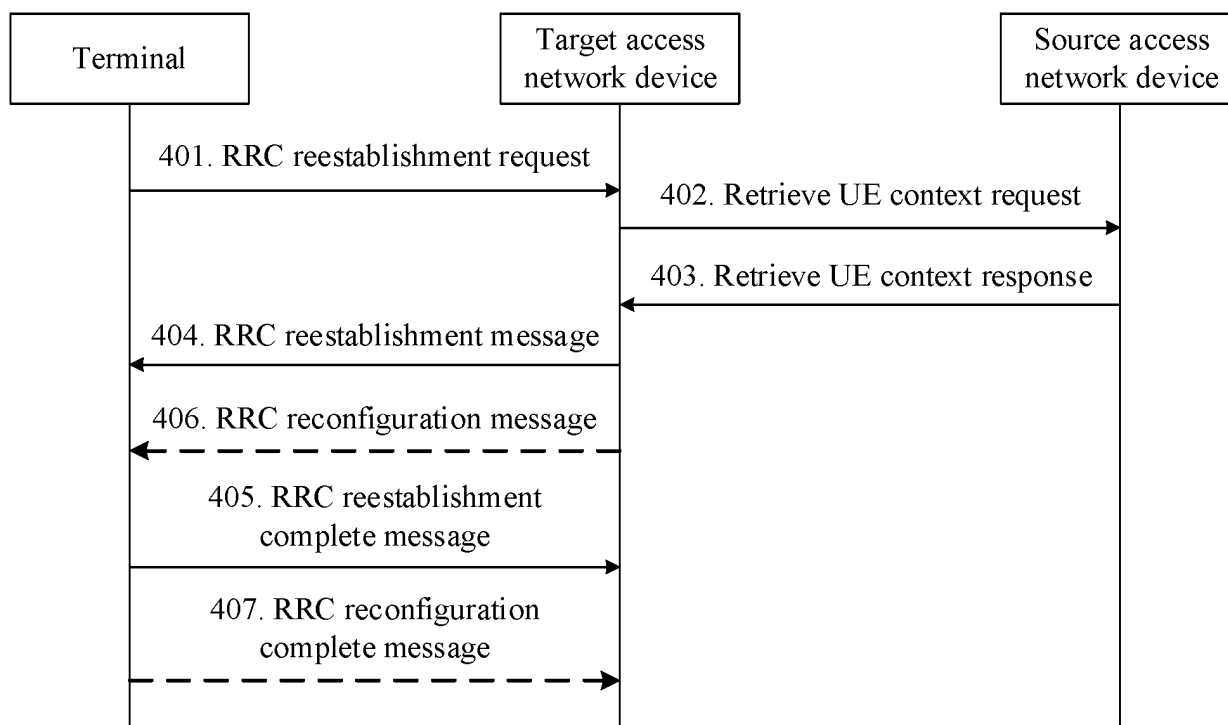 Terminal
Target access
network device
Source access
network device
401. RRC reestablishment request
402. Retrieve UE context request
403. Retrieve UE context response
404. RRC reestablishment message
406. RRC reconfiguration message
405. RRC reestablishment
complete message
407. RRC reconfiguration
complete message